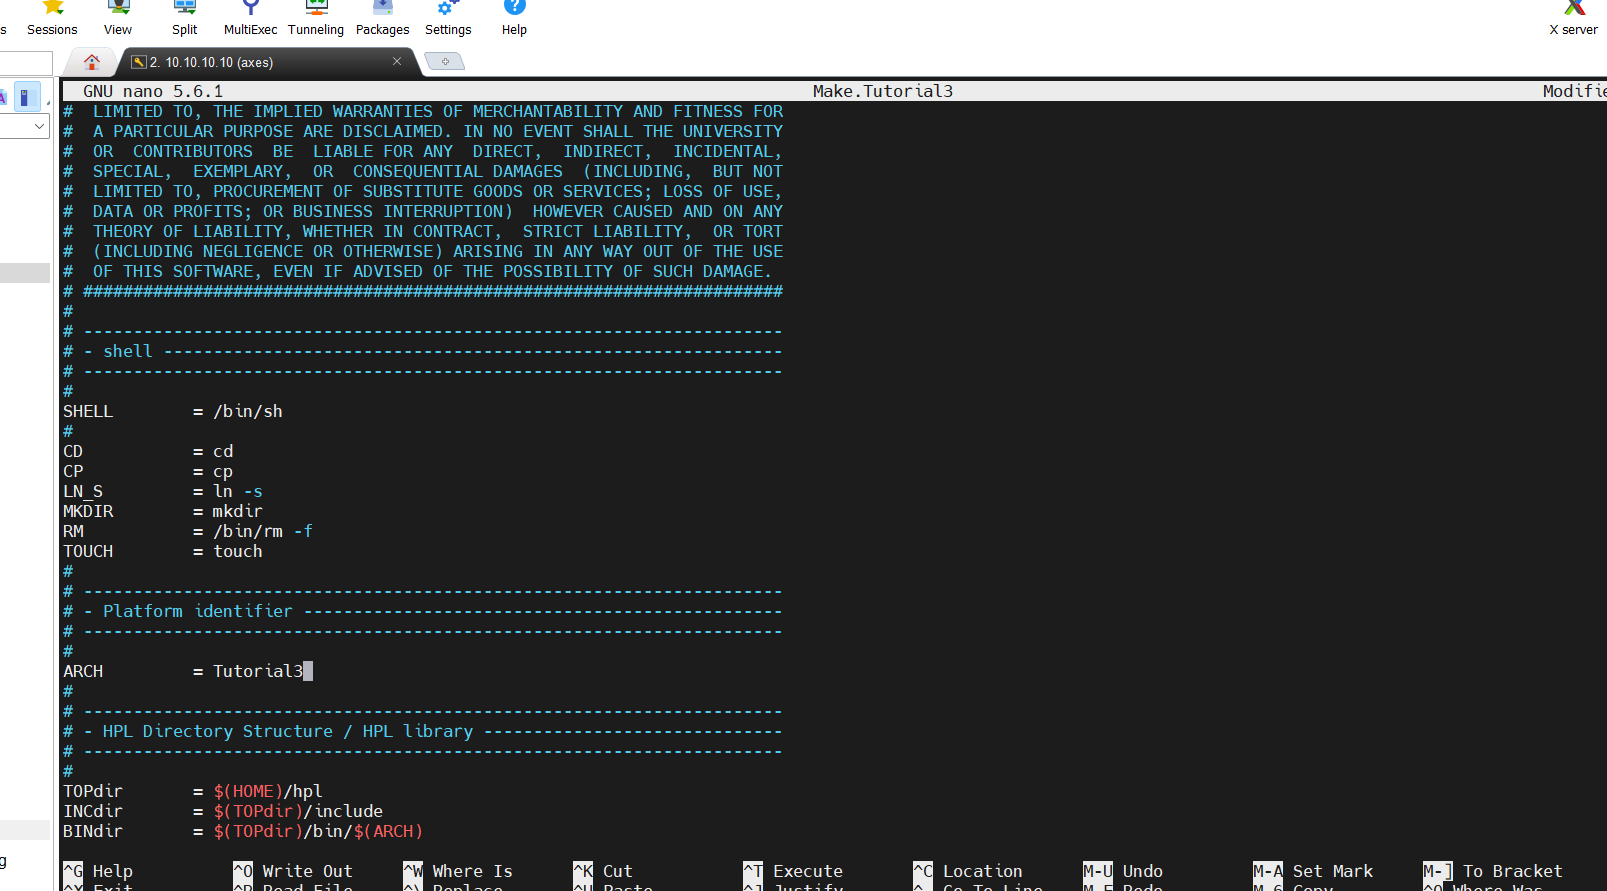 s Sessions View Split MultiExec Tunneling Packages Settings Help X server
2. 10.10.10.10 (axes)
GNU nano 5.6.1 Make.Tutorial3 Modifie
#  LIMITED TO, THE IMPLIED WARRANTIES OF MERCHANTABILITY AND FITNESS FOR
#  A PARTICULAR PURPOSE ARE DISCLAIMED. IN NO EVENT SHALL THE UNIVERSITY
#  OR  CONTRIBUTORS  BE  LIABLE FOR ANY  DIRECT,  INDIRECT,  INCIDENTAL,
#  SPECIAL,  EXEMPLARY,  OR  CONSEQUENTIAL DAMAGES  (INCLUDING,  BUT NOT
#  LIMITED TO, PROCUREMENT OF SUBSTITUTE GOODS OR SERVICES; LOSS OF USE,
#  DATA OR PROFITS; OR BUSINESS INTERRUPTION)  HOWEVER CAUSED AND ON ANY
#  THEORY OF LIABILITY, WHETHER IN CONTRACT,  STRICT LIABILITY,  OR TORT
#  (INCLUDING NEGLIGENCE OR OTHERWISE) ARISING IN ANY WAY OUT OF THE USE
#  OF THIS SOFTWARE, EVEN IF ADVISED OF THE POSSIBILITY OF SUCH DAMAGE.
# ######################################################################
#
# ----------------------------------------------------------------------
# - shell --------------------------------------------------------------
# ----------------------------------------------------------------------
#
SHELL        = /bin/sh
#
CD           = cd
CP           = cp
LN_S         = ln -s
MKDIR        = mkdir
RM           = /bin/rm -f
TOUCH        = touch
#
# ----------------------------------------------------------------------
# - Platform identifier ------------------------------------------------
# ----------------------------------------------------------------------
#
ARCH         = Tutorial3
#
# ----------------------------------------------------------------------
# - HPL Directory Structure / HPL library ------------------------------
# ----------------------------------------------------------------------
#
TOPdir       = $(HOME)/hpl
INCdir       = $(TOPdir)/include
BINdir       = $(TOPdir)/bin/$(ARCH)
g
^G Help ^O Write Out ^W Where Is ^K Cut ^T Execute ^C Location M-U Undo M-A Set Mark M-] To Bracket
^X Exit ^R Read File ^\ Replace ^U Paste ^J Justify Go To Line M-E Redo M-6 Copy ^Q Where Was